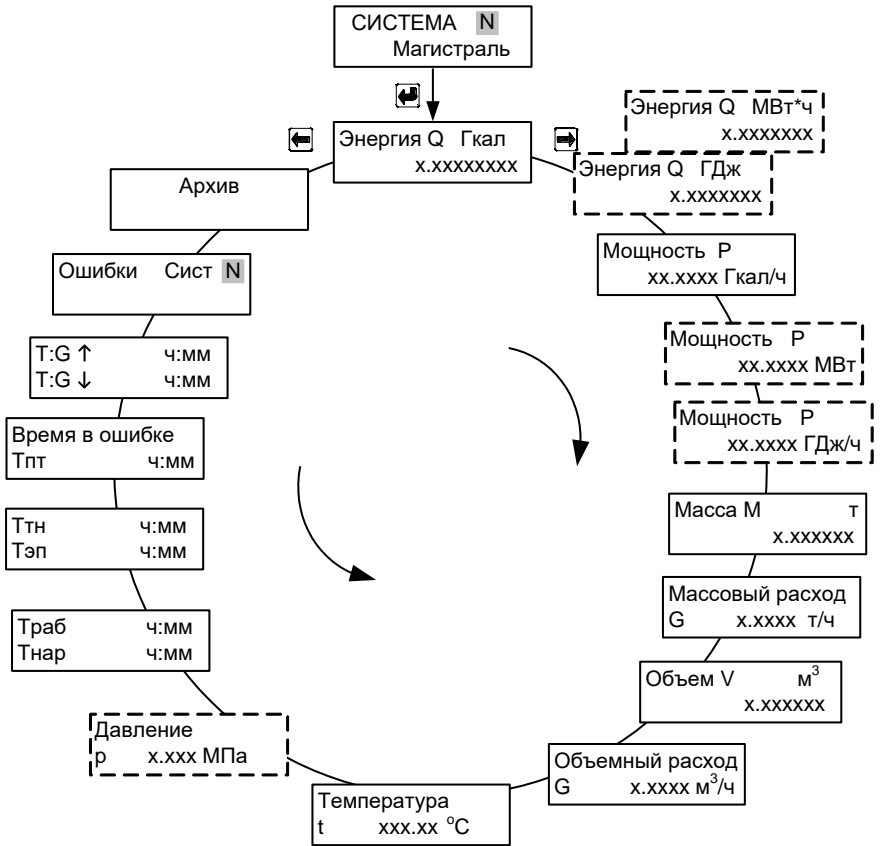 СИСТЕМА N
Магистраль
Энергия Q Гкал
x.xxxxxxxx
Энергия Q МВт*ч
x.xxxxxxx
Энергия Q ГДж
x.xxxxxxx
Мощность P
xx.xxxx Гкал/ч
Мощность P
xx.xxxx МВт
Мощность P
xx.xxxx ГДж/ч
Масса М т
x.xxxxxx
Массовый расход
G x.xxxx т/ч
Объем V м³
x.xxxxxx
Объемный расход
G x.xxxx м³/ч
Температура
t xxx.xx °C
Давление
р x.xxx МПа
Траб ч:мм
Тнар ч:мм
Ттн ч:мм
Тэп ч:мм
Время в ошибке
Тпт ч:мм
T:G ↑ ч:мм
T:G ↓ ч:мм
Ошибки Сист N
Архив